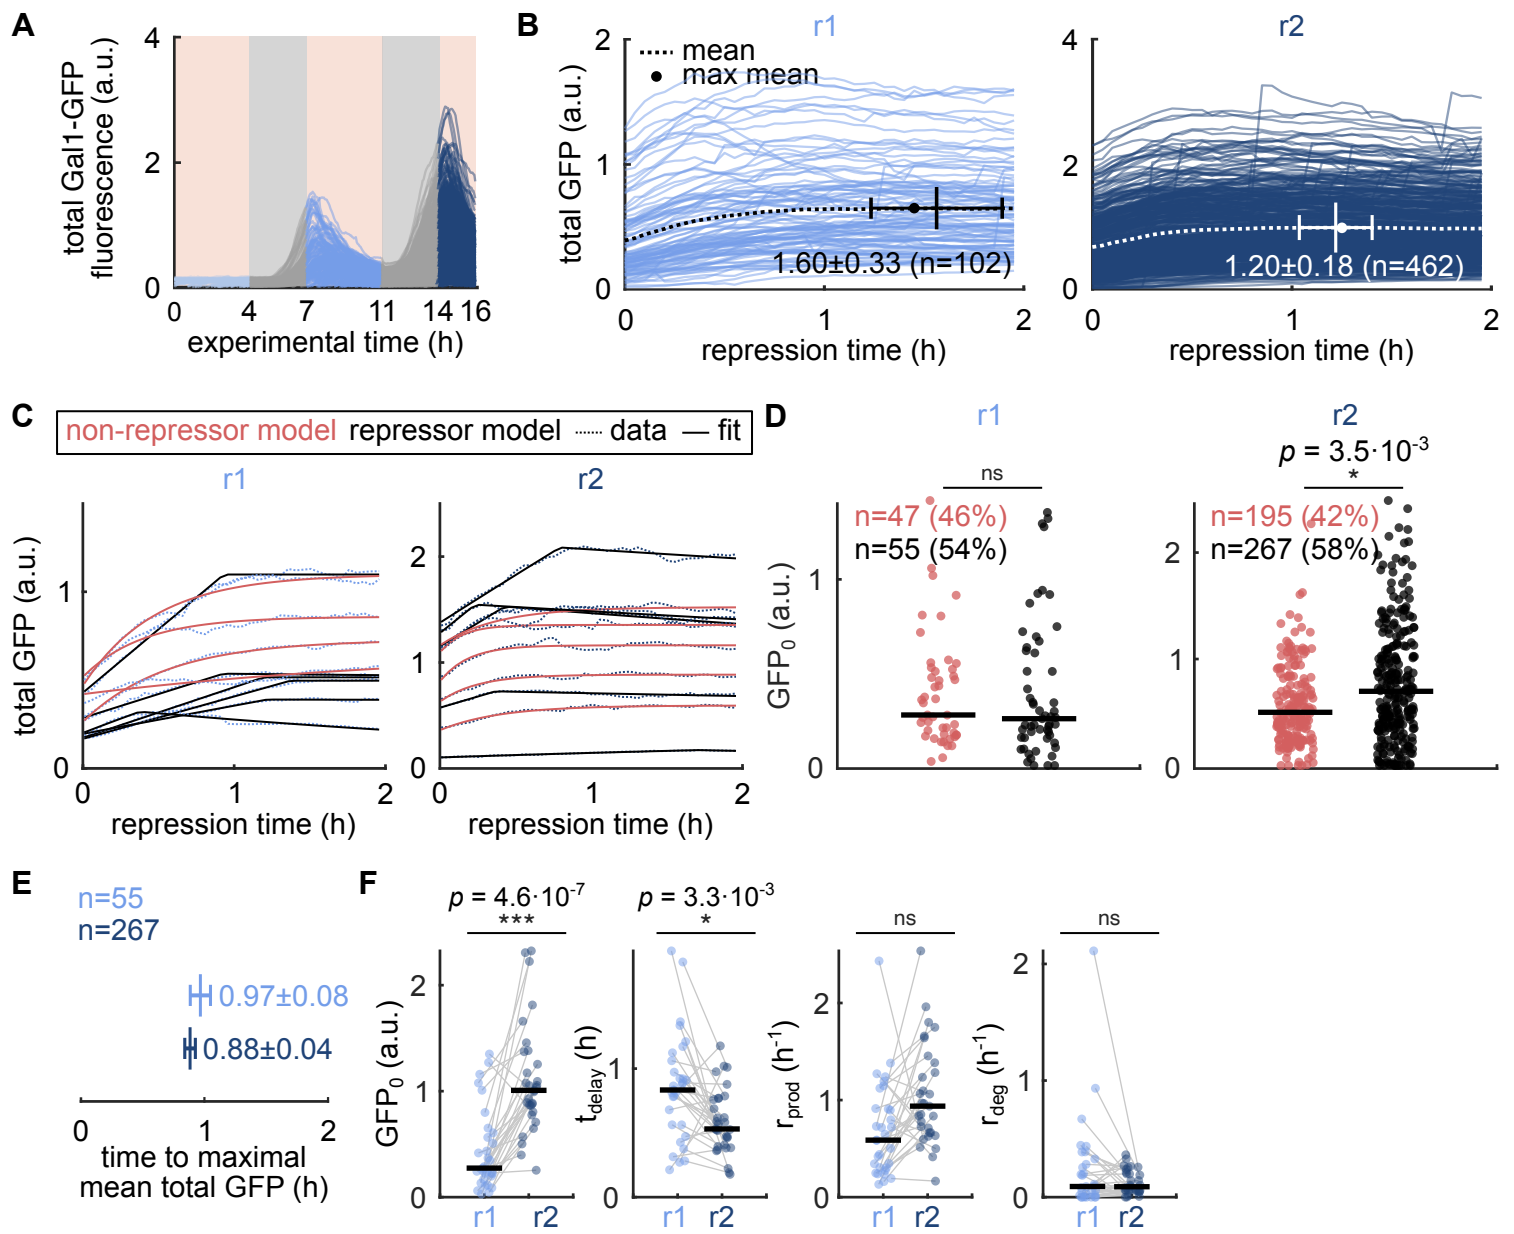 A
total Gal1-GFP
fluorescence (a.u.)
4
2
0
0 4 7 11 14 16
experimental time (h)
B
r1
mean
max mean
total GFP (a.u.)
2
1
0
1.60±0.33 (n=102)
0 1 2
repression time (h)
r2
4
2
0
1.20±0.18 (n=462)
0 1 2
repression time (h)
C
non-repressor model repressor model data fit
r1
total GFP (a.u.)
1
0
0 1 2
repression time (h)
r2
2
1
0
0 1 2
repression time (h)
D
r1
ns
n=47 (46%)
n=55 (54%)
GFP0 (a.u.)
1
0
r2
p = 3.5·10-3
*
n=195 (42%)
n=267 (58%)
2
1
0
E
n=55
n=267
0.97±0.08
0.88±0.04
0 1 2
time to maximal
mean total GFP (h)
F
p = 4.6·10-7
***
GFP0 (a.u.)
2
1
0
r1 r2
p = 3.3·10-3
*
tdelay (h)
1
0
r1 r2
ns
rprod (h-1)
2
1
0
r1 r2
ns
rdeg (h-1)
2
1
0
r1 r2